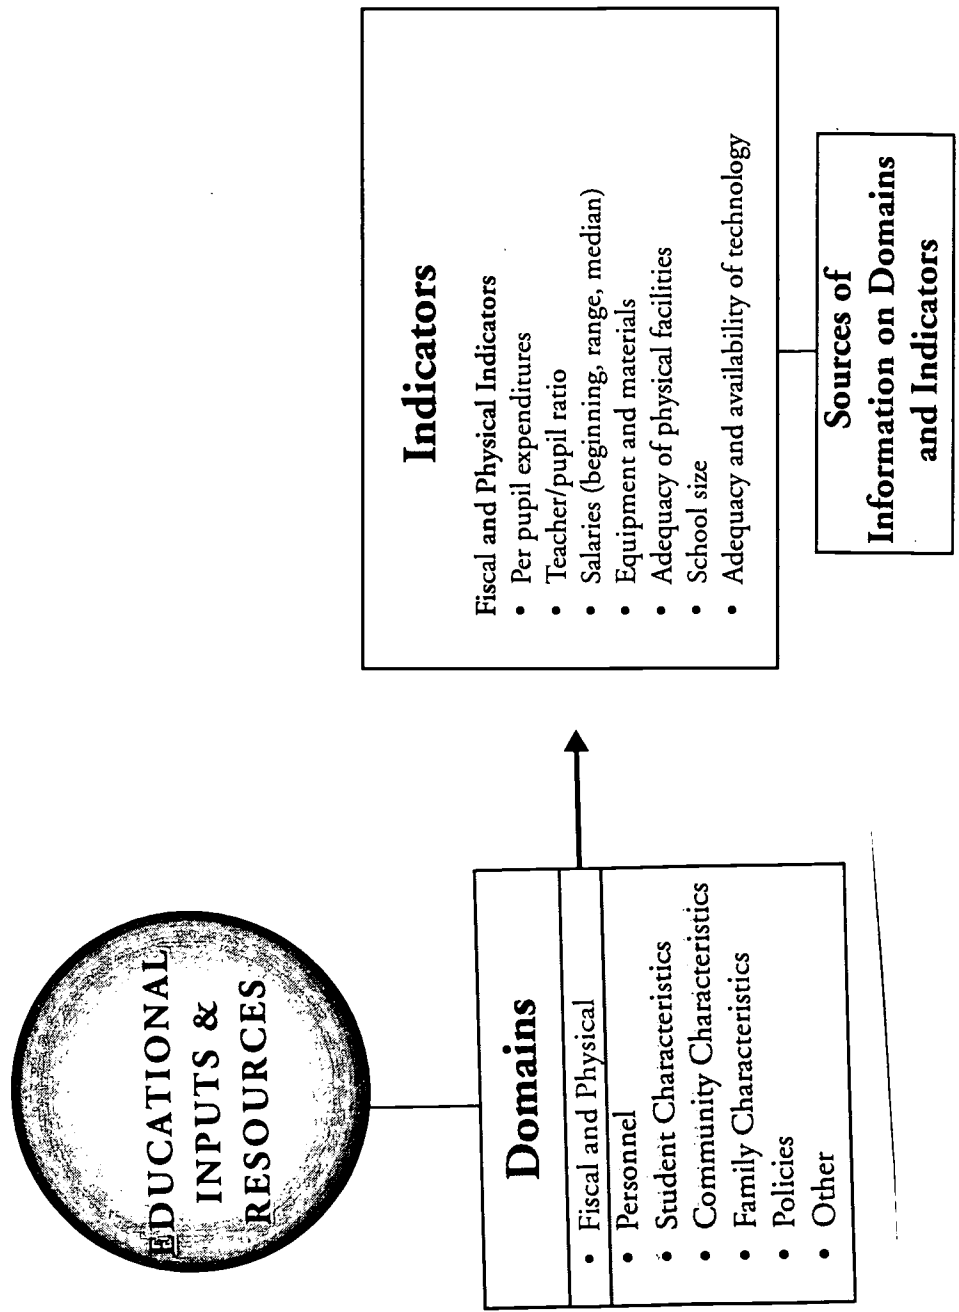 EDUCATIONAL
INPUTS &
RESOURCES
Domains
• Fiscal and Physical
• Personnel
• Student Characteristics
• Community Characteristics
• Family Characteristics
• Policies
• Other
Indicators
Fiscal and Physical Indicators
• Per pupil expenditures
• Teacher/pupil ratio
• Salaries (beginning, range, median)
• Equipment and materials
• Adequacy of physical facilities
• School size
• Adequacy and availability of technology
Sources of
Information on Domains
and Indicators